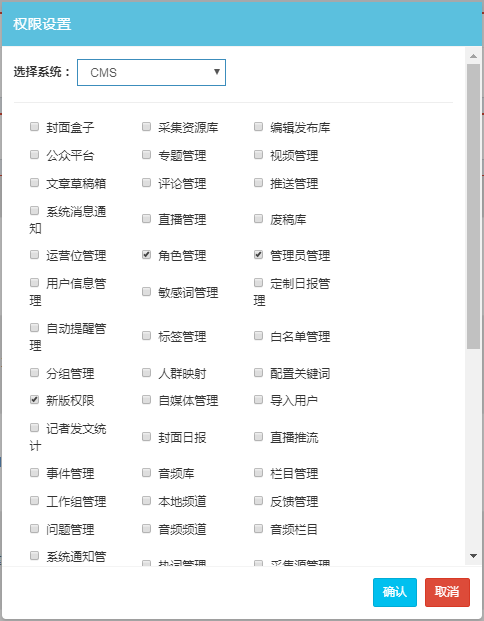 权限设置
选择系统： CMS
封面盒子 采集资源库 编辑发布库
公众平台 专题管理 视频管理
文章草稿箱 评论管理 推送管理
系统消息通知 直播管理 废稿库
运营位管理 角色管理 管理员管理
用户信息管理 敏感词管理 定制日报管理
自动提醒管理 标签管理 白名单管理
分组管理 人群映射 配置关键词
新版权限 自媒体管理 导入用户
记者发文统计 封面日报 直播推流
事件管理 音频库 栏目管理
工作组管理 本地频道 反馈管理
问题管理 音频频道 音频栏目
系统通知管 热词管理 采集源管理
确认 取消